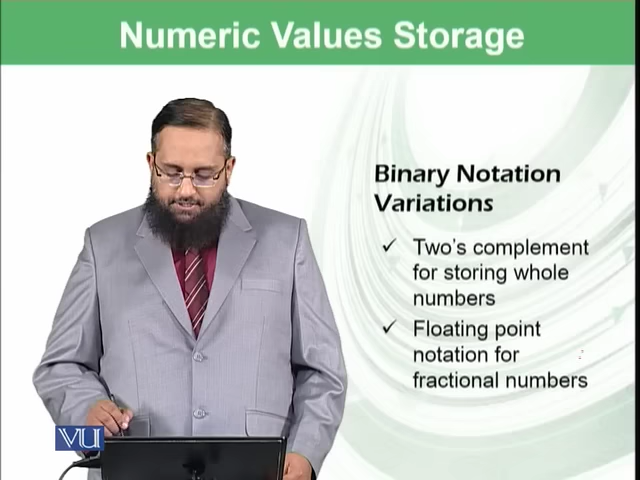 Numeric Values Storage
Binary Notation
Variations
✓ Two's complement
for storing whole
numbers
✓ Floating point
notation for
fractional numbers
VU